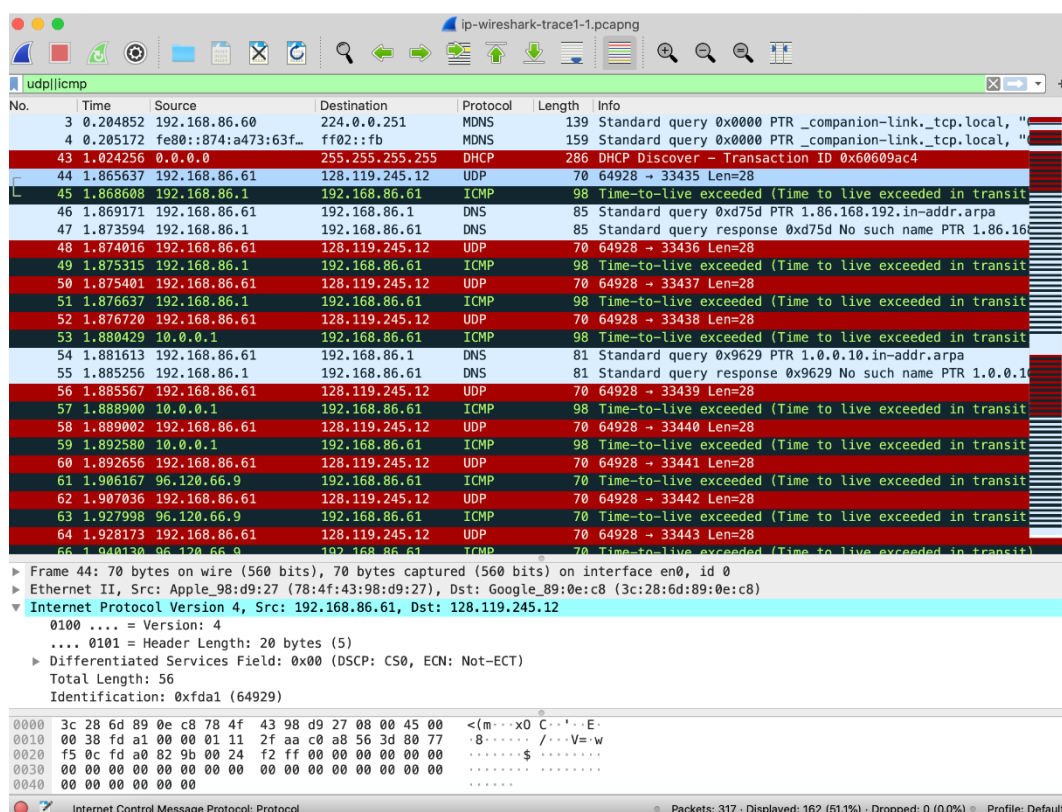 ip-wireshark-trace1-1.pcapng
udp||icmp
No. Time Source Destination Protocol Length Info
3 0.204852 192.168.86.60 224.0.0.251 MDNS 139 Standard query 0x0000 PTR _companion-link._tcp.local, "
4 0.205172 fe80::874:a473:63f… ff02::fb MDNS 159 Standard query 0x0000 PTR _companion-link._tcp.local, "
43 1.024256 0.0.0.0 255.255.255.255 DHCP 286 DHCP Discover - Transaction ID 0x60609ac4
44 1.865637 192.168.86.61 128.119.245.12 UDP 70 64928 → 33435 Len=28
45 1.868608 192.168.86.1 192.168.86.61 ICMP 98 Time-to-live exceeded (Time to live exceeded in transit
46 1.869171 192.168.86.61 192.168.86.1 DNS 85 Standard query 0xd75d PTR 1.86.168.192.in-addr.arpa
47 1.873594 192.168.86.1 192.168.86.61 DNS 85 Standard query response 0xd75d No such name PTR 1.86.16
48 1.874016 192.168.86.61 128.119.245.12 UDP 70 64928 → 33436 Len=28
49 1.875315 192.168.86.1 192.168.86.61 ICMP 98 Time-to-live exceeded (Time to live exceeded in transit
50 1.875401 192.168.86.61 128.119.245.12 UDP 70 64928 → 33437 Len=28
51 1.876637 192.168.86.1 192.168.86.61 ICMP 98 Time-to-live exceeded (Time to live exceeded in transit
52 1.876720 192.168.86.61 128.119.245.12 UDP 70 64928 → 33438 Len=28
53 1.880429 10.0.0.1 192.168.86.61 ICMP 98 Time-to-live exceeded (Time to live exceeded in transit
54 1.881613 192.168.86.61 192.168.86.1 DNS 81 Standard query 0x9629 PTR 1.0.0.10.in-addr.arpa
55 1.885256 192.168.86.1 192.168.86.61 DNS 81 Standard query response 0x9629 No such name PTR 1.0.0.1
56 1.885567 192.168.86.61 128.119.245.12 UDP 70 64928 → 33439 Len=28
57 1.888900 10.0.0.1 192.168.86.61 ICMP 98 Time-to-live exceeded (Time to live exceeded in transit
58 1.889002 192.168.86.61 128.119.245.12 UDP 70 64928 → 33440 Len=28
59 1.892580 10.0.0.1 192.168.86.61 ICMP 98 Time-to-live exceeded (Time to live exceeded in transit
60 1.892656 192.168.86.61 128.119.245.12 UDP 70 64928 → 33441 Len=28
61 1.906167 96.120.66.9 192.168.86.61 ICMP 70 Time-to-live exceeded (Time to live exceeded in transit
62 1.907036 192.168.86.61 128.119.245.12 UDP 70 64928 → 33442 Len=28
63 1.927998 96.120.66.9 192.168.86.61 ICMP 70 Time-to-live exceeded (Time to live exceeded in transit
64 1.928173 192.168.86.61 128.119.245.12 UDP 70 64928 → 33443 Len=28
66 1.940130 96.120.66.9 192.168.86.61 ICMP 70 Time-to-live exceeded (Time to live exceeded in transit)
Frame 44: 70 bytes on wire (560 bits), 70 bytes captured (560 bits) on interface en0, id 0
Ethernet II, Src: Apple_98:d9:27 (78:4f:43:98:d9:27), Dst: Google_89:0e:c8 (3c:28:6d:89:0e:c8)
Internet Protocol Version 4, Src: 192.168.86.61, Dst: 128.119.245.12
0100 .... = Version: 4
.... 0101 = Header Length: 20 bytes (5)
Differentiated Services Field: 0x00 (DSCP: CS0, ECN: Not-ECT)
Total Length: 56
Identification: 0xfda1 (64929)
0000 3c 28 6d 89 0e c8 78 4f 43 98 d9 27 08 00 45 00 <(m···xO C··'··E·
0010 00 38 fd a1 00 00 01 11 2f aa c0 a8 56 3d 80 77 ·8······ /···V=·w
0020 f5 0c fd a0 82 9b 00 24 f2 ff 00 00 00 00 00 00 ·······$ ········
0030 00 00 00 00 00 00 00 00 00 00 00 00 00 00 00 00 ········ ········
0040 00 00 00 00 00 00 ······
Internet Control Message Protocol: Protocol Packets: 317 · Displayed: 162 (51.1%) · Dropped: 0 (0.0%) Profile: Default